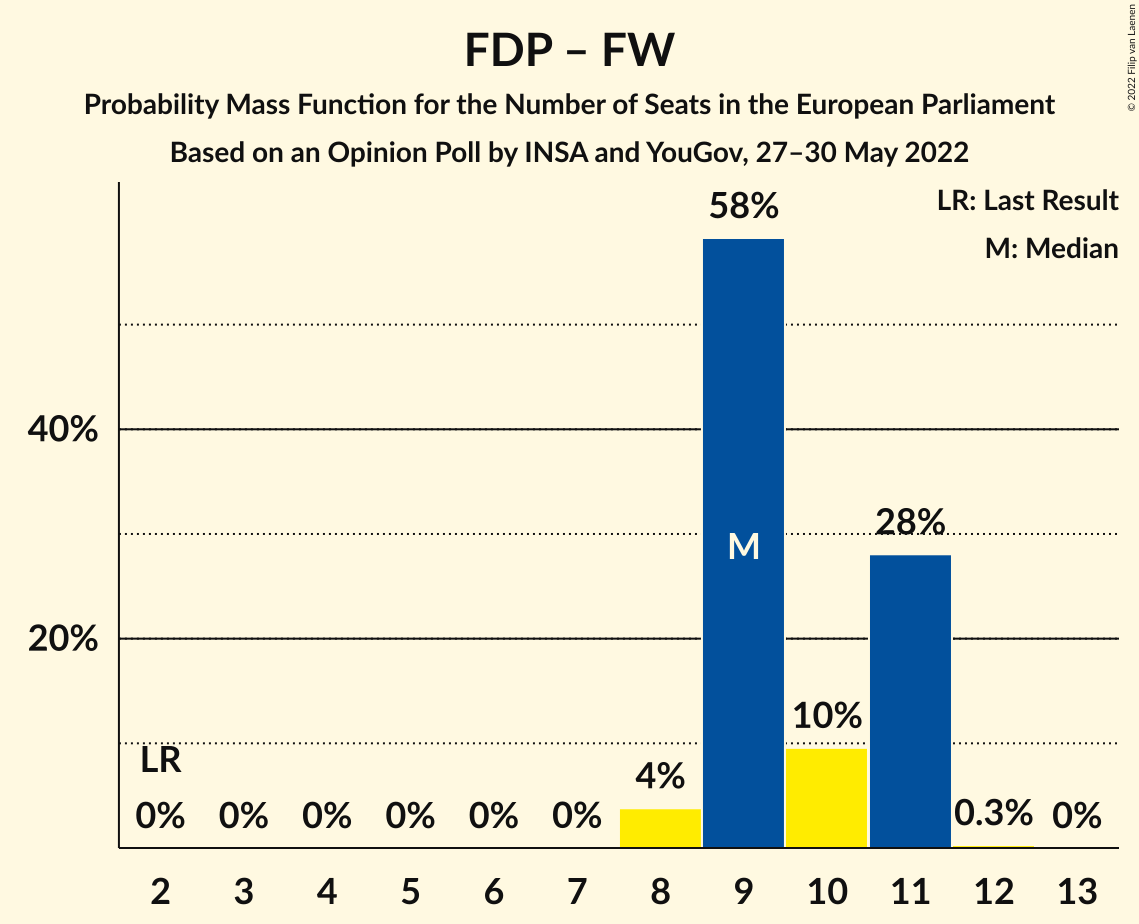 FDP – FW
Probability Mass Function for the Number of Seats in the European Parliament
Based on an Opinion Poll by INSA and YouGov, 27–30 May 2022
© 2022 Filip van Laenen
LR: Last Result
M: Median
58%
40%
M
28%
20%
10%
LR
4%
0% 0% 0% 0% 0% 0% 0.3% 0%
2 3 4 5 6 7 8 9 10 11 12 13